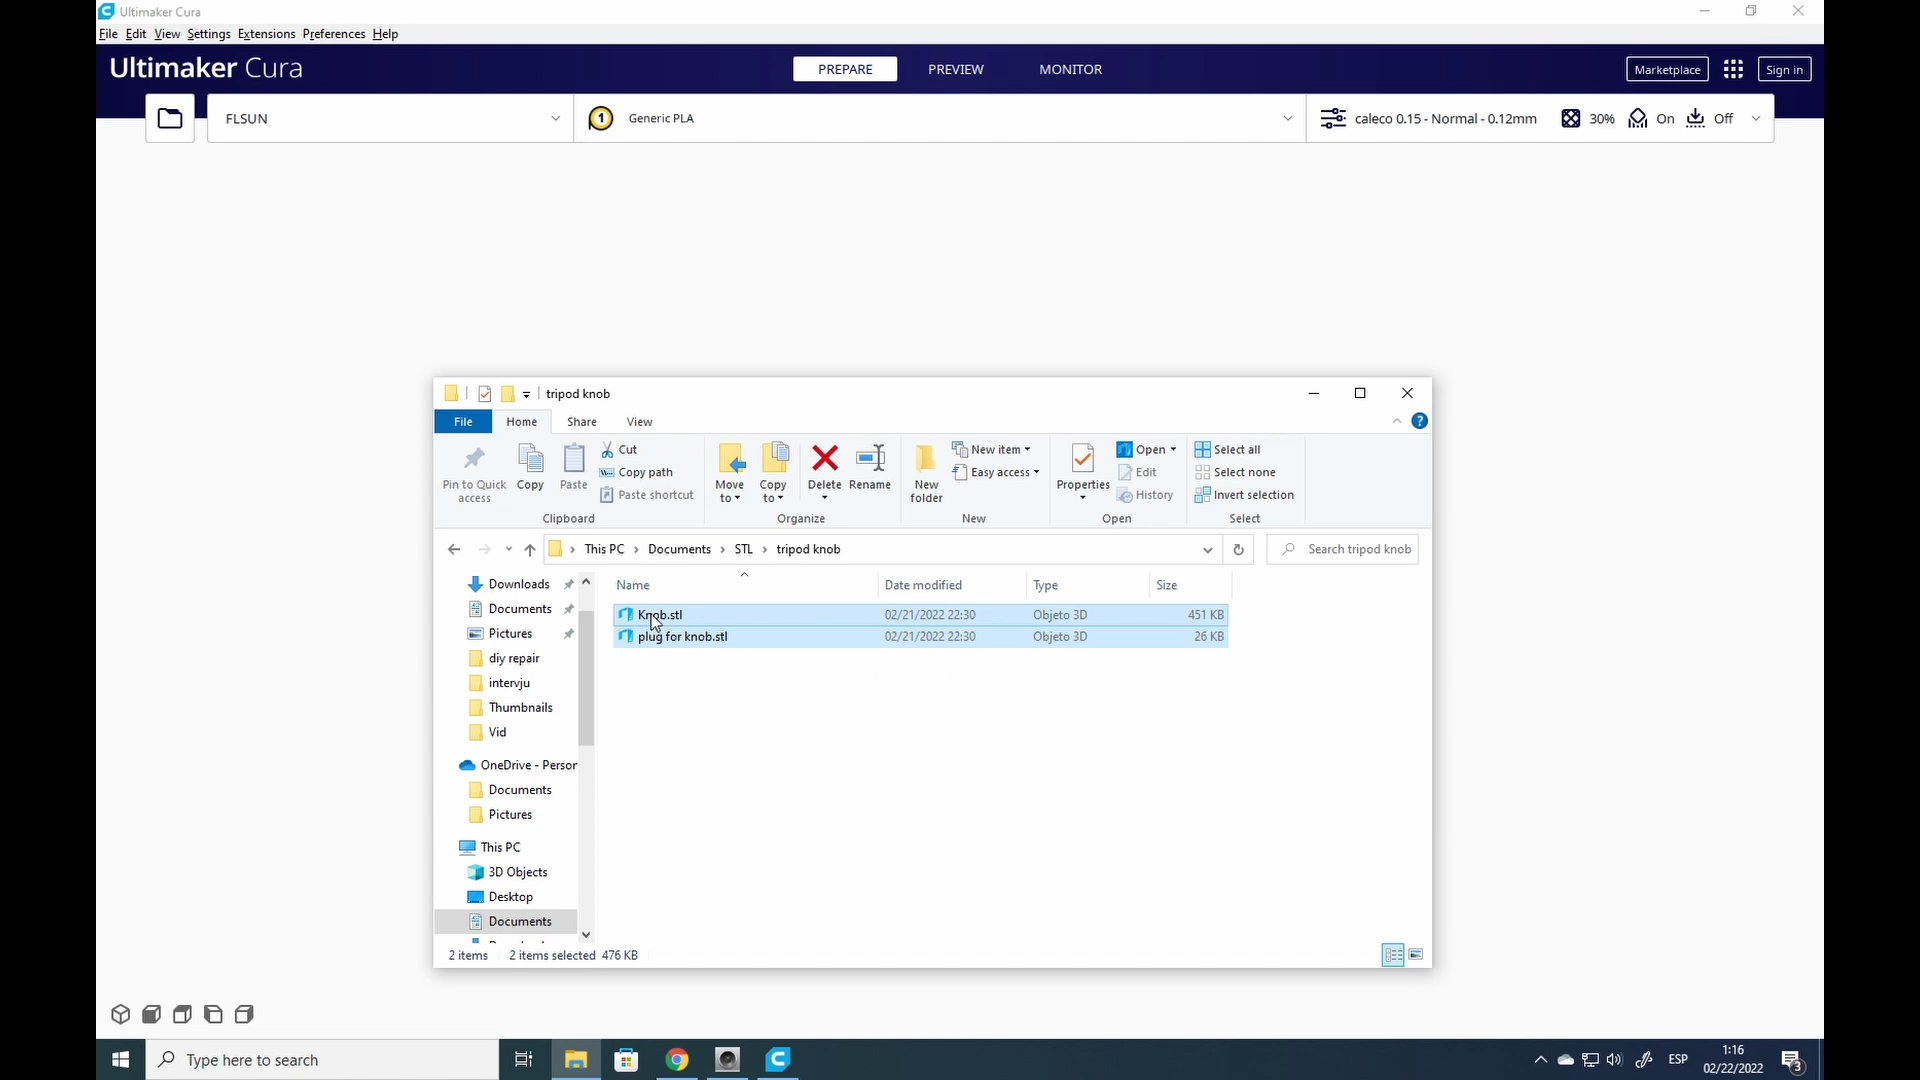 Ultimaker Cura
File Edit View Settings Extensions Preferences Help
Ultimaker Cura
PREPARE PREVIEW MONITOR
Marketplace
Sign in
FLSUN
1 Generic PLA
caleco 0.15 - Normal - 0.12mm 30% On Off
tripod knob
File Home Share View
Pin to Quick access
Copy
Paste
Cut
Copy path
Paste shortcut
Clipboard
Move to
Copy to
Delete
Rename
Organize
New folder
New item
Easy access
New
Properties
Open
Edit
History
Open
Select all
Select none
Invert selection
Select
This PC › Documents › STL › tripod knob
Search tripod knob
Name Date modified Type Size
Knob.stl 02/21/2022 22:30 Objeto 3D 451 KB
plug for knob.stl 02/21/2022 22:30 Objeto 3D 26 KB
Downloads
Documents
Pictures
diy repair
intervju
Thumbnails
Vid
OneDrive - Person
Documents
Pictures
This PC
3D Objects
Desktop
Documents
2 items 2 items selected 476 KB
Type here to search
ESP
1:16
02/22/2022
3